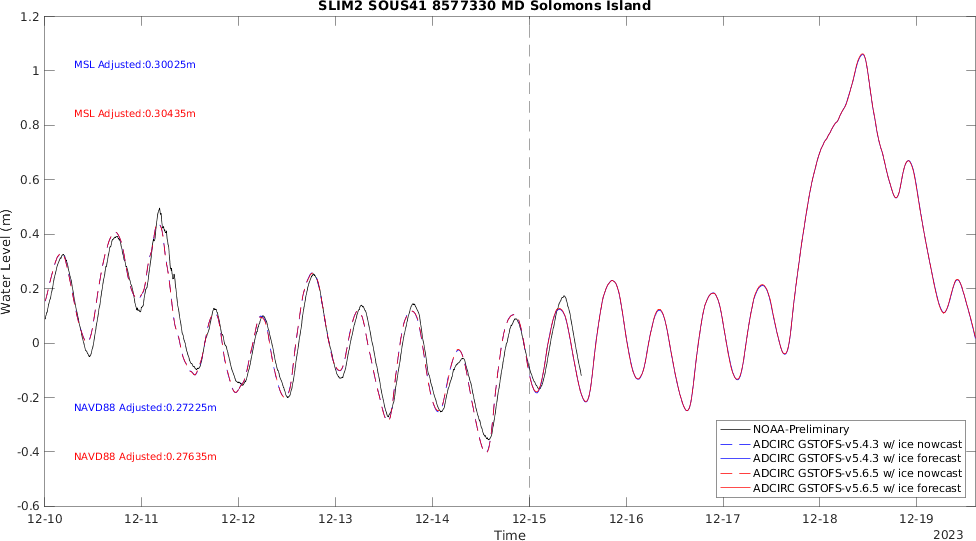 SLIM2 SOUS41 8577330 MD Solomons Island
1.2
1
0.8
0.6
0.4
0.2
0
-0.2
-0.4
-0.6
Water Level (m)
MSL Adjusted:0.30025m
MSL Adjusted:0.30435m
NAVD88 Adjusted:0.27225m
NAVD88 Adjusted:0.27635m
NOAA-Preliminary
ADCIRC GSTOFS-v5.4.3 w/ ice nowcast
ADCIRC GSTOFS-v5.4.3 w/ ice forecast
ADCIRC GSTOFS-v5.6.5 w/ ice nowcast
ADCIRC GSTOFS-v5.6.5 w/ ice forecast
12-10 12-11 12-12 12-13 12-14 12-15 12-16 12-17 12-18 12-19
Time
2023